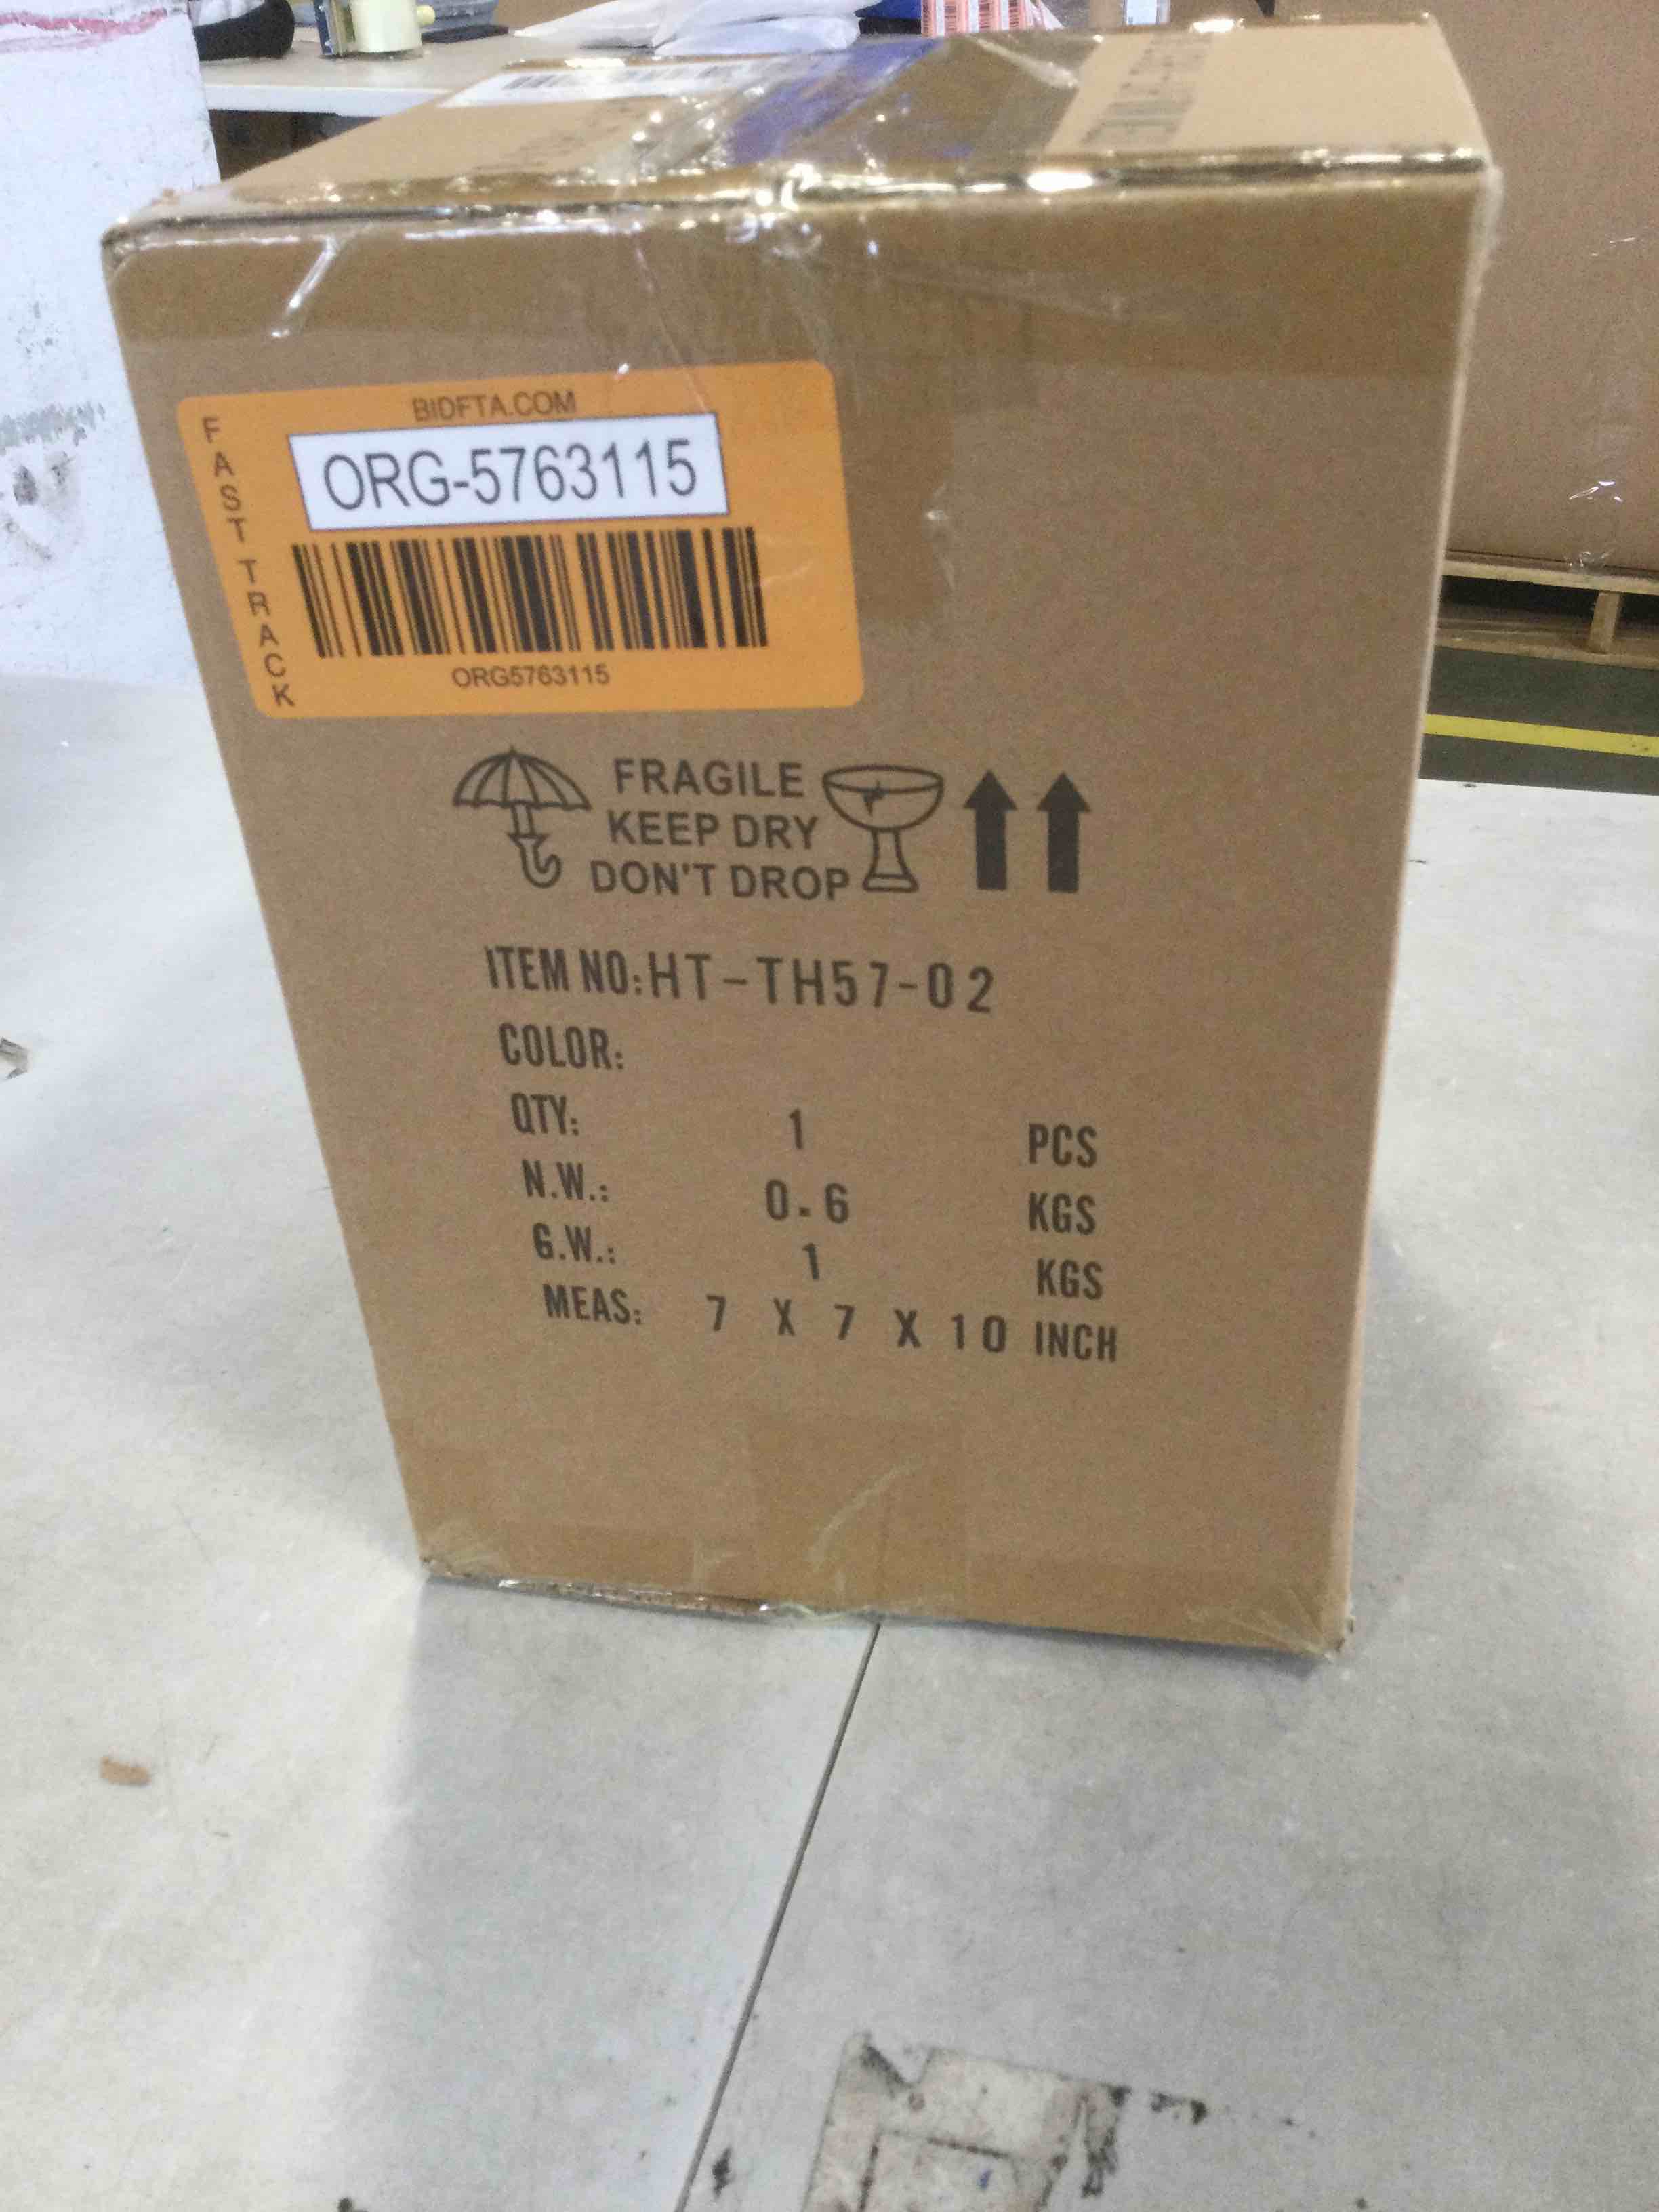 BIDFTA.COM
FAST TRACK
ORG-5763115
ORG5763115
FRAGILE
KEEP DRY
DON'T DROP
ITEM NO:HT-TH57-02
COLOR:
QTY: 1 PCS
N.W.: 0.6 KGS
G.W.: 1 KGS
MEAS: 7 X 7 X 10 INCH